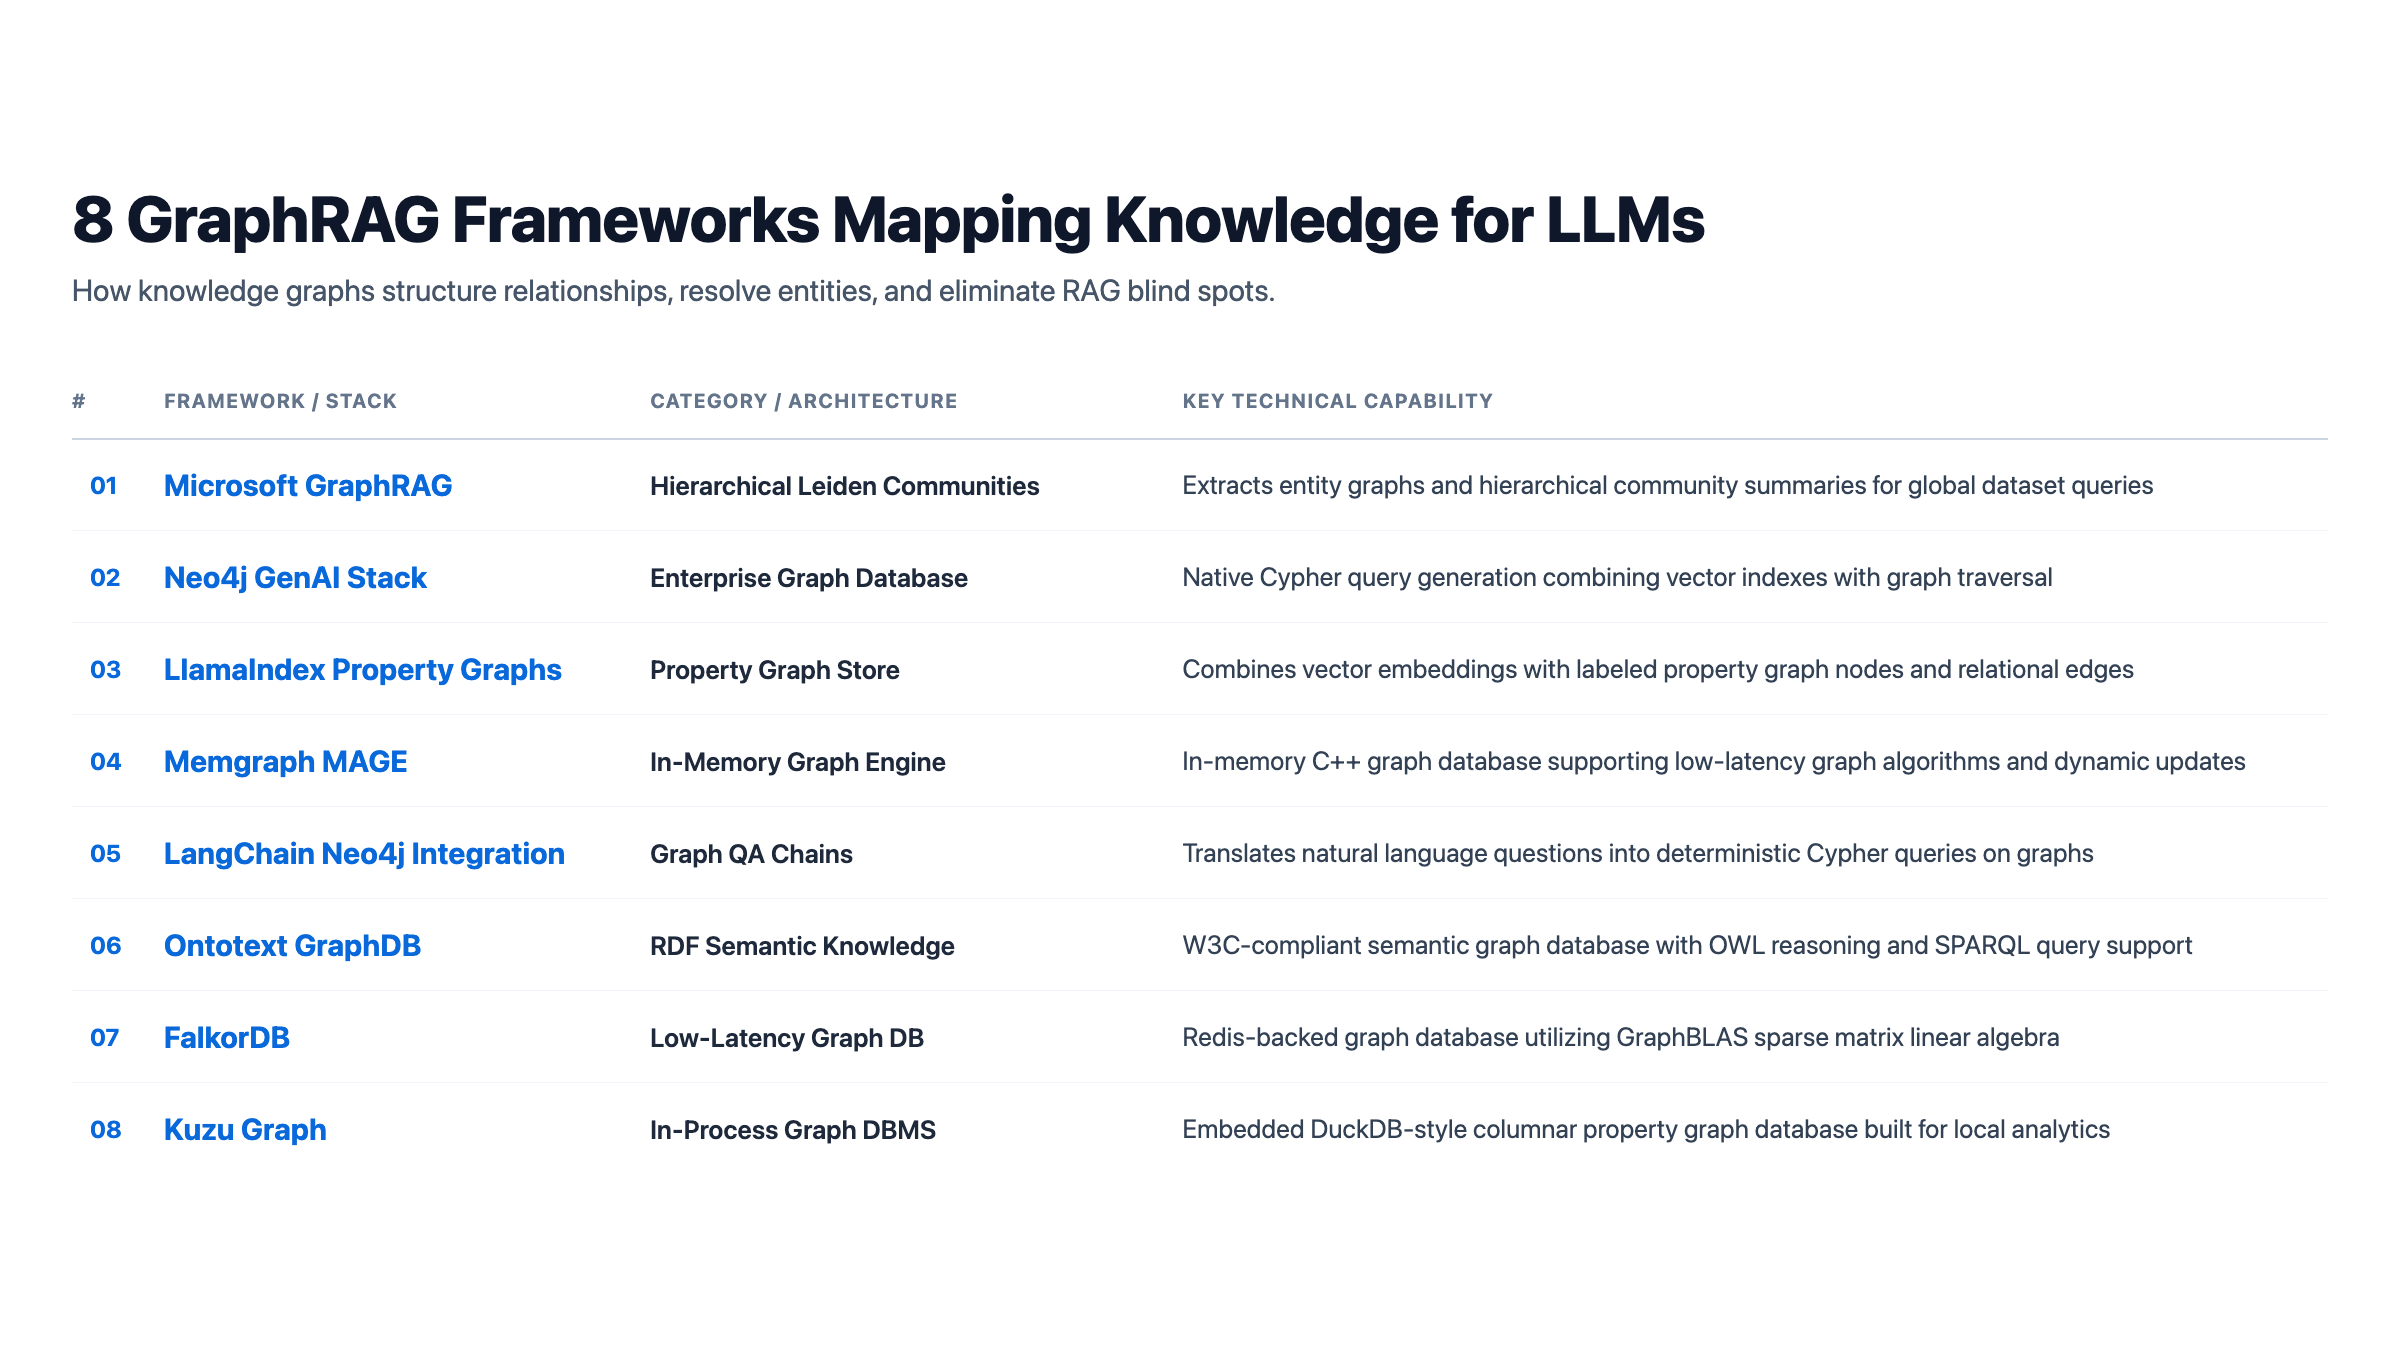 8 GraphRAG Frameworks Mapping Knowledge for LLMs
How knowledge graphs structure relationships, resolve entities, and eliminate RAG blind spots.
# FRAMEWORK / STACK CATEGORY / ARCHITECTURE KEY TECHNICAL CAPABILITY
01 Microsoft GraphRAG Hierarchical Leiden Communities Extracts entity graphs and hierarchical community summaries for global dataset queries
02 Neo4j GenAI Stack Enterprise Graph Database Native Cypher query generation combining vector indexes with graph traversal
03 LlamaIndex Property Graphs Property Graph Store Combines vector embeddings with labeled property graph nodes and relational edges
04 Memgraph MAGE In-Memory Graph Engine In-memory C++ graph database supporting low-latency graph algorithms and dynamic updates
05 LangChain Neo4j Integration Graph QA Chains Translates natural language questions into deterministic Cypher queries on graphs
06 Ontotext GraphDB RDF Semantic Knowledge W3C-compliant semantic graph database with OWL reasoning and SPARQL query support
07 FalkorDB Low-Latency Graph DB Redis-backed graph database utilizing GraphBLAS sparse matrix linear algebra
08 Kuzu Graph In-Process Graph DBMS Embedded DuckDB-style columnar property graph database built for local analytics